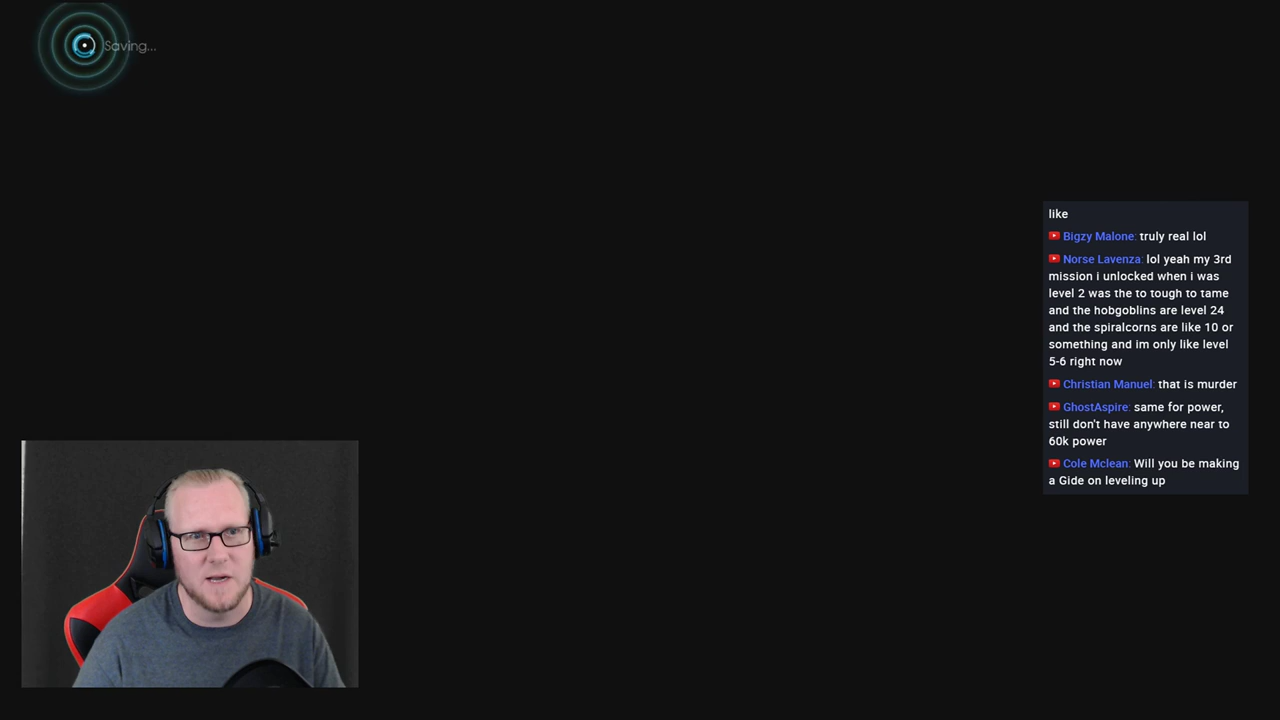 Saving...
like
Bigzy Malone: truly real lol
Norse Lavenza: lol yeah my 3rd
mission i unlocked when i was
level 2 was the to tough to tame
and the hobgoblins are level 24
and the spiralcorns are like 10 or
something and im only like level
5-6 right now
Christian Manuel: that is murder
GhostAspire: same for power,
still don't have anywhere near to
60k power
Cole Mclean: Will you be making
a Gide on leveling up